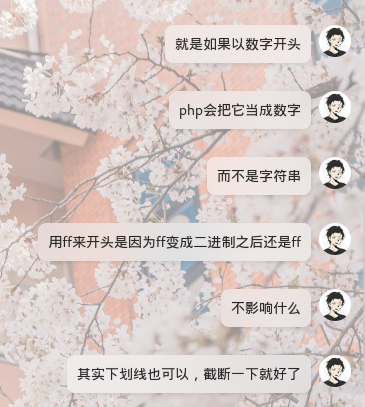 就是如果以数字开头
php会把它当成数字
而不是字符串
用ff来开头是因为ff变成二进制之后还是ff
不影响什么
其实下划线也可以，截断一下就好了